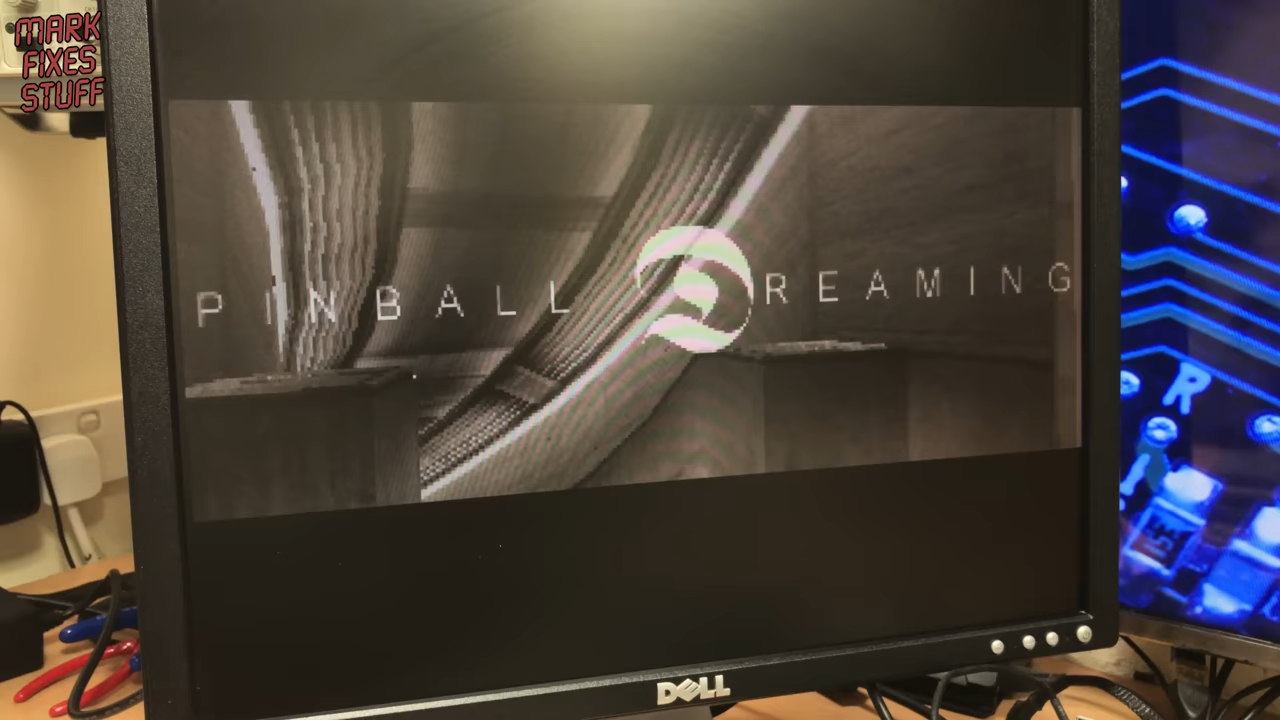 MARK
FIXES
STUFF
PINBALL DREAMING
R
DELL